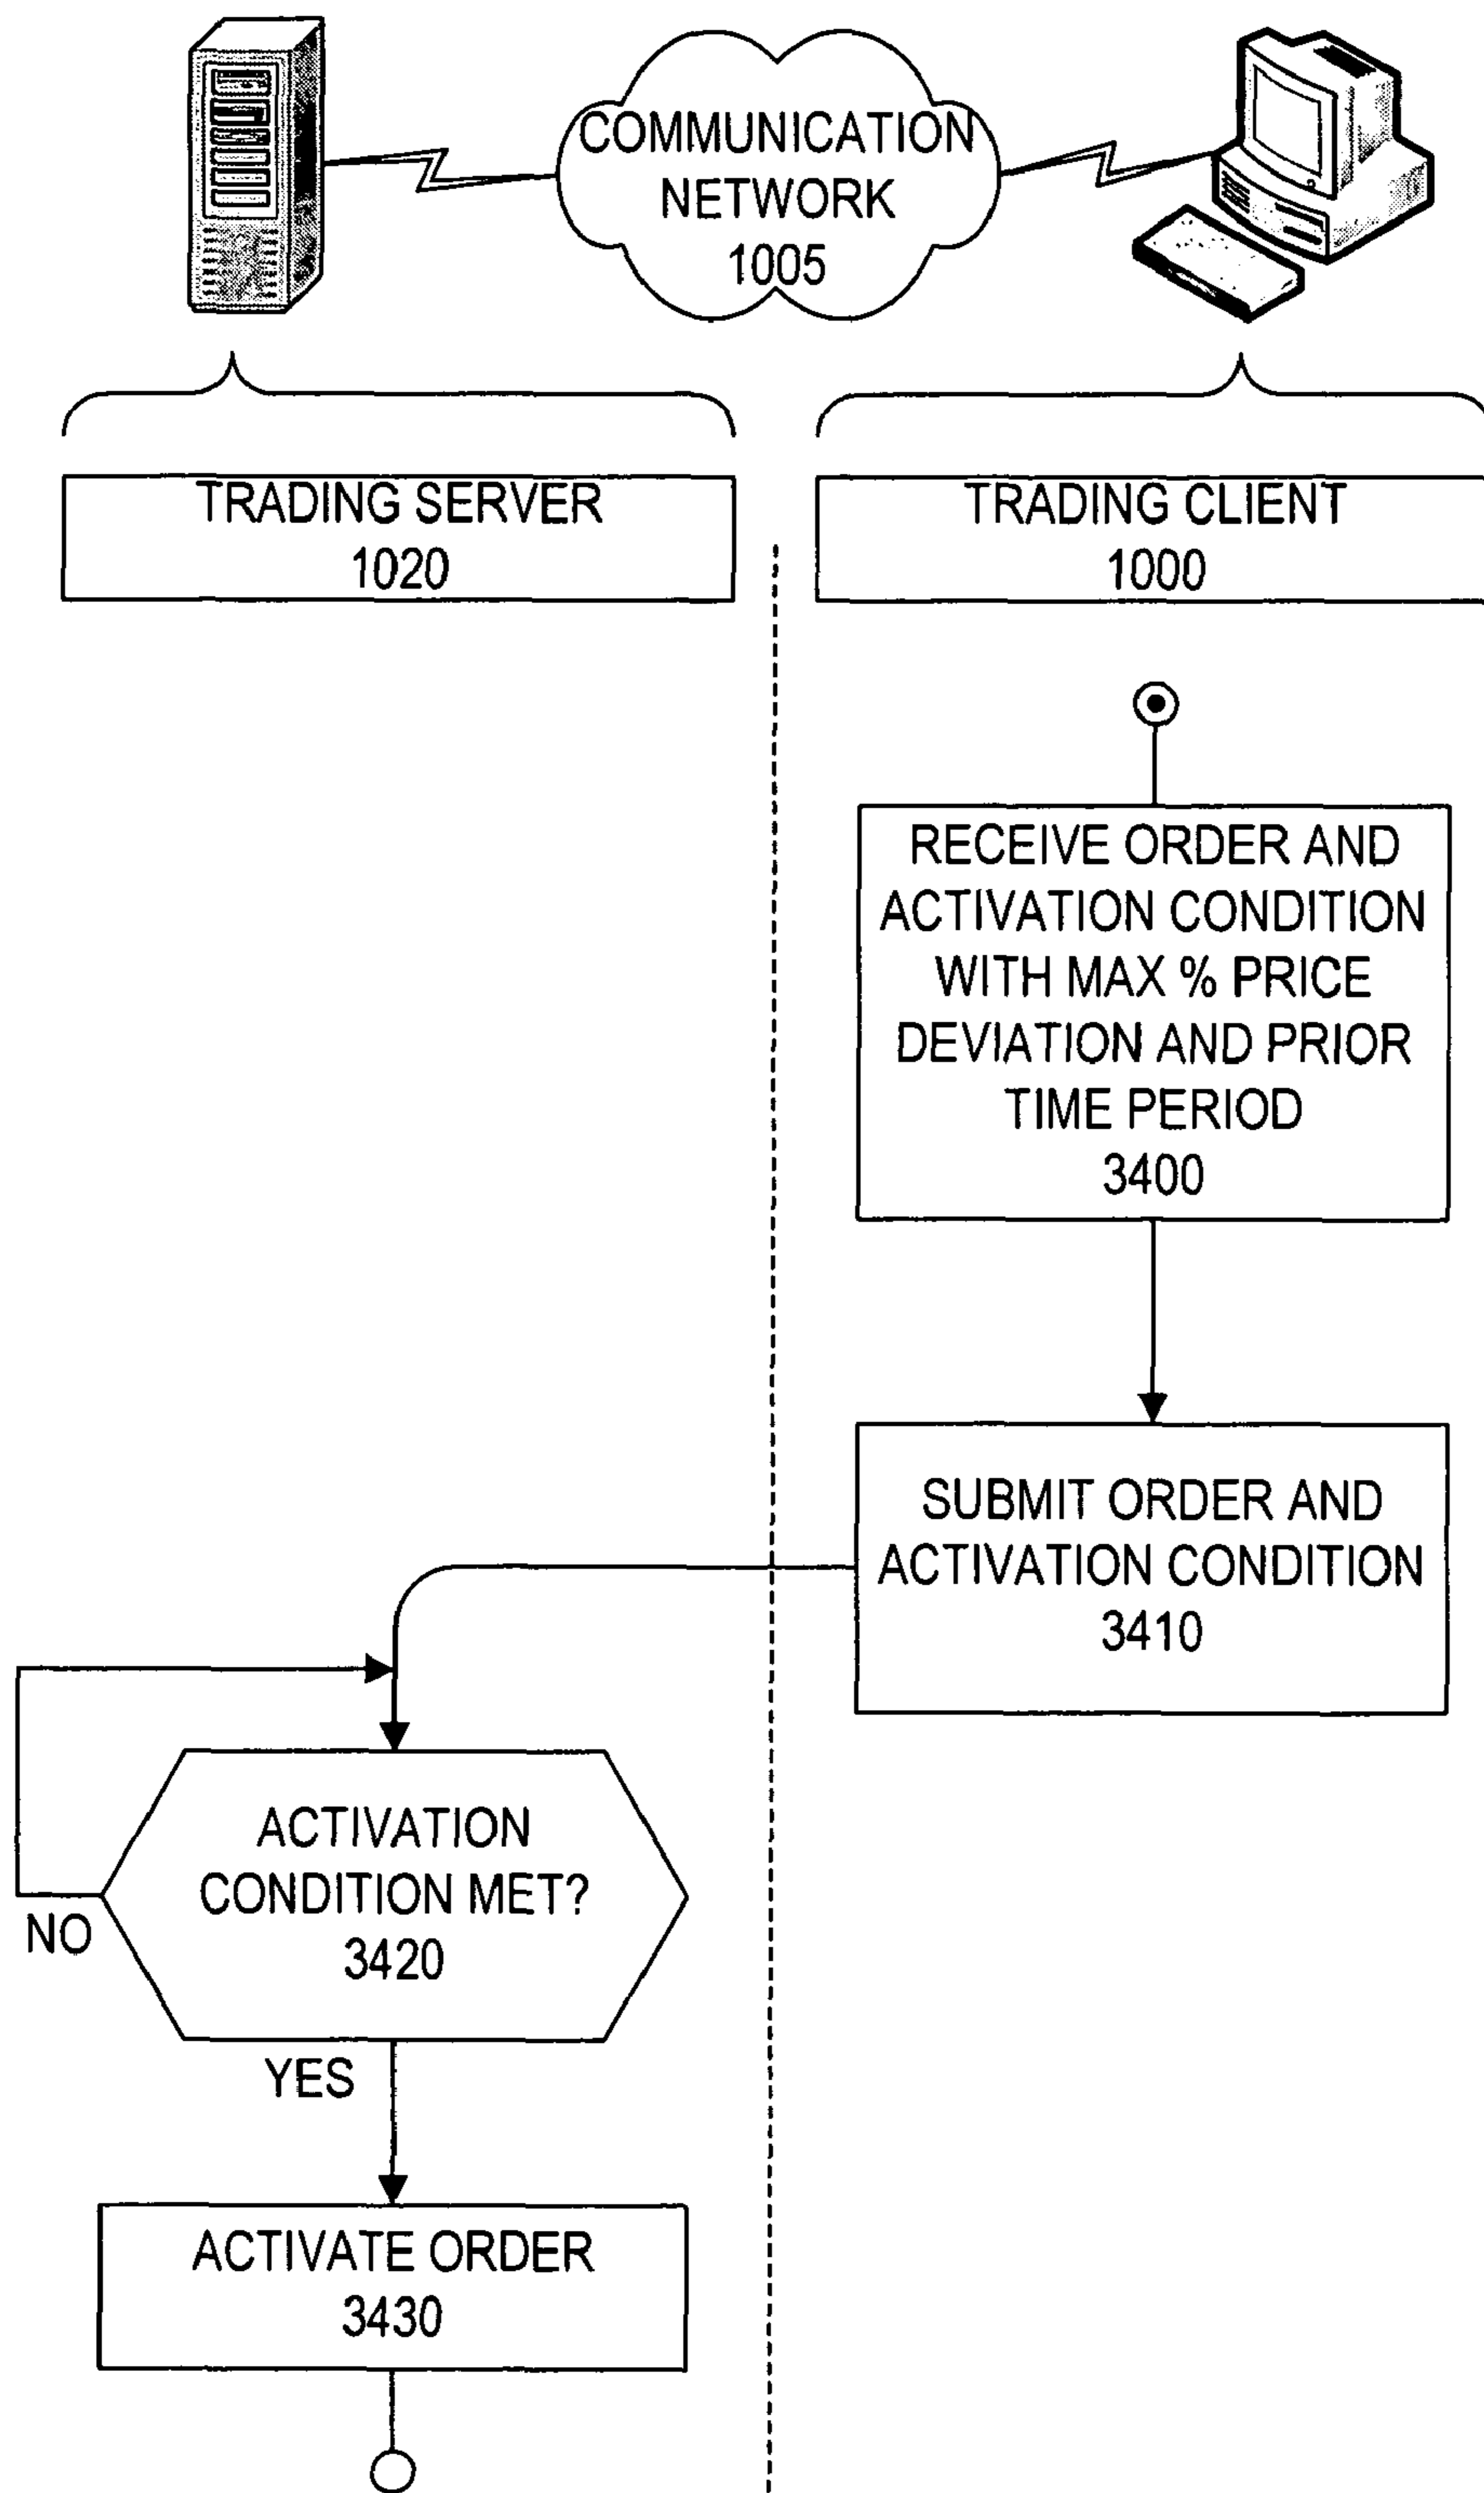 COMMUNICATION
NETWORK
1005
TRADING SERVER
1020
TRADING CLIENT
1000
RECEIVE ORDER AND
ACTIVATION CONDITION
WITH MAX % PRICE
DEVIATION AND PRIOR
TIME PERIOD
3400
SUBMIT ORDER AND
ACTIVATION CONDITION
3410
ACTIVATION
CONDITION MET?
3420
NO
YES
ACTIVATE ORDER
3430